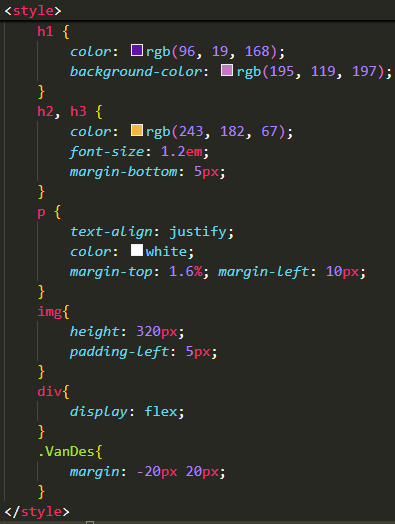 <style>
h1 {
color: rgb(96, 19, 168);
background-color: rgb(195, 119, 197);
}
h2, h3 {
color: rgb(243, 182, 67);
font-size: 1.2em;
margin-bottom: 5px;
}
p {
text-align: justify;
color: white;
margin-top: 1.6%; margin-left: 10px;
}
img{
height: 320px;
padding-left: 5px;
}
div{
display: flex;
}
.VanDes{
margin: -20px 20px;
}
</style>